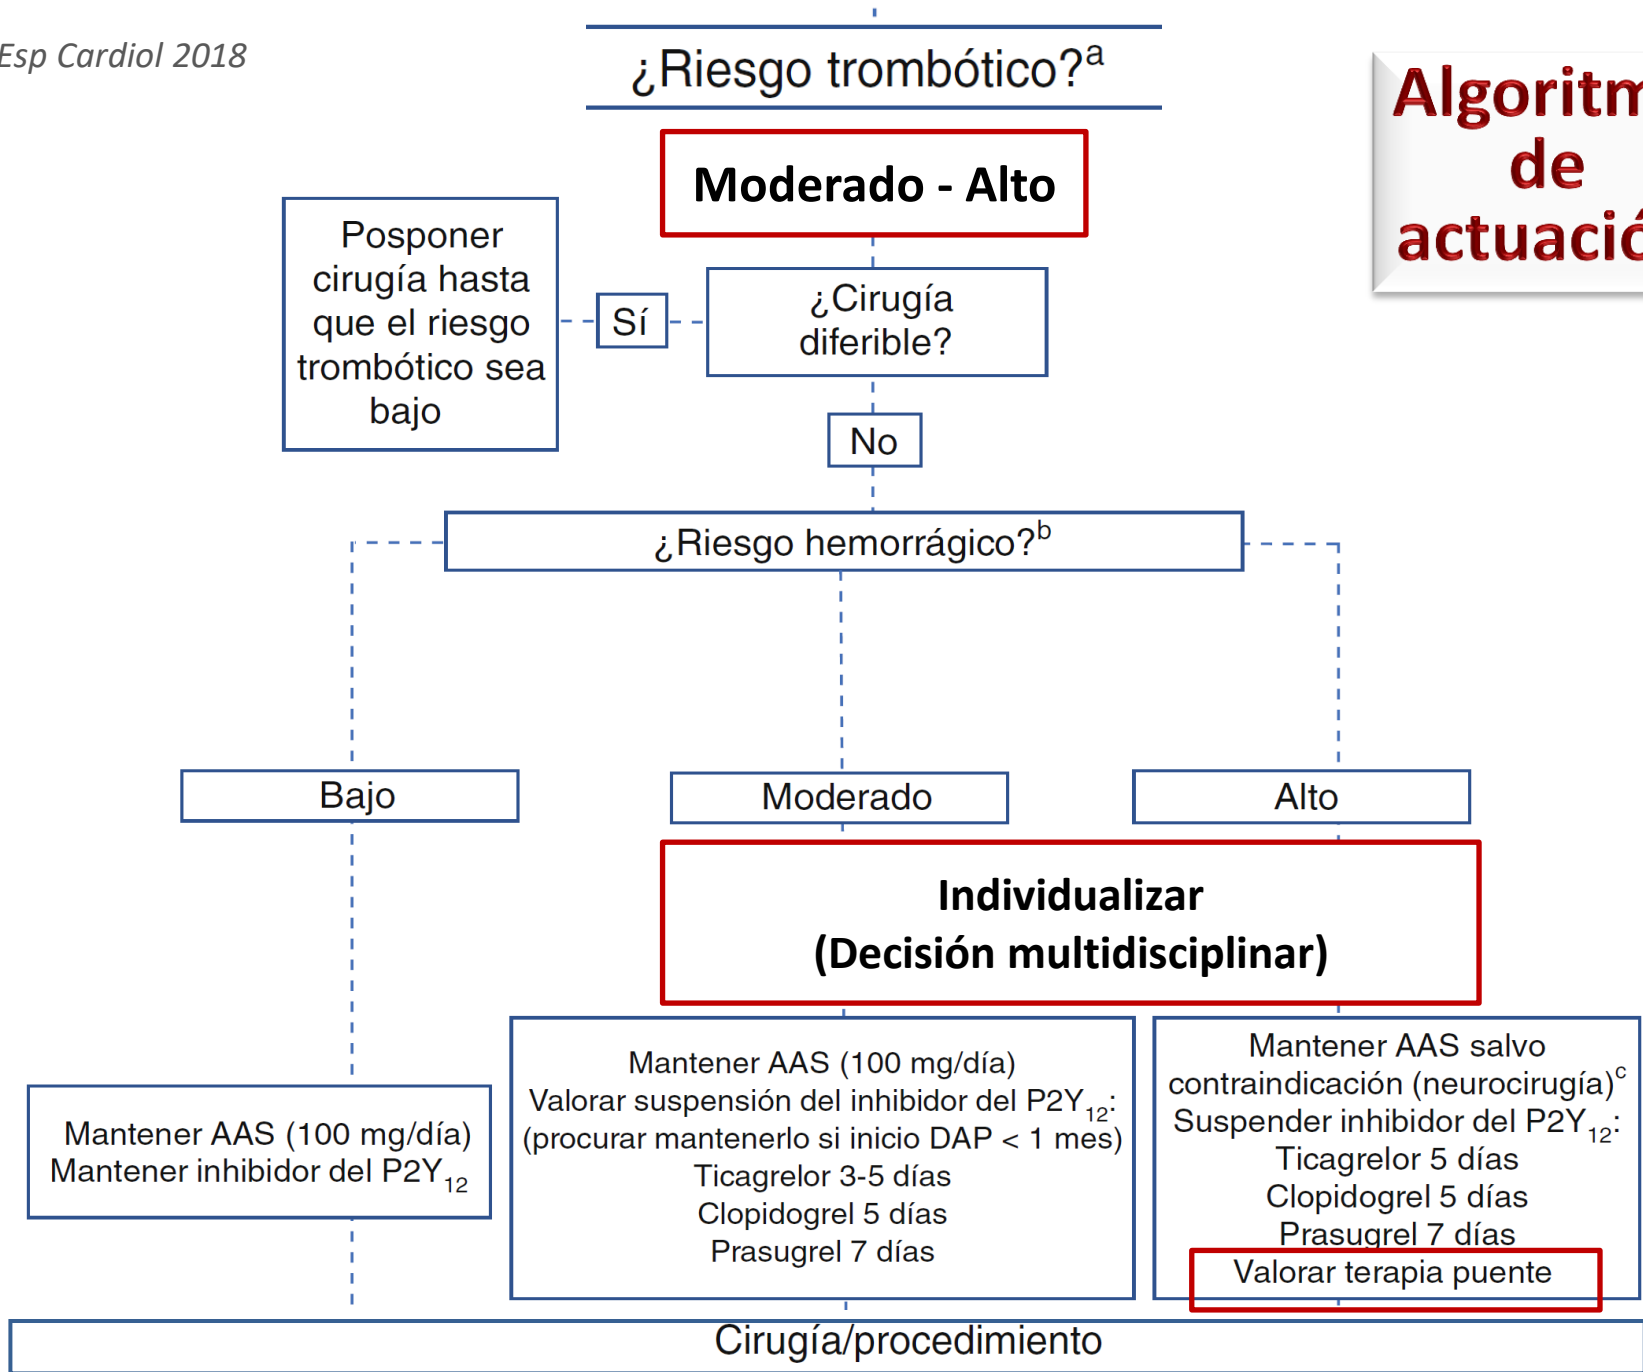 Esp Cardiol 2018
¿Riesgo trombótico?a
Algoritm
de
actuació
Moderado - Alto
Posponer
cirugía hasta
que el riesgo
trombótico sea
bajo
Sí
¿Cirugía
diferible?
No
¿Riesgo hemorrágico?b
Bajo
Moderado
Alto
Individualizar
(Decisión multidisciplinar)
Mantener AAS (100 mg/día)
Mantener inhibidor del P2Y12
Mantener AAS (100 mg/día)
Valorar suspensión del inhibidor del P2Y12:
(procurar mantenerlo si inicio DAP < 1 mes)
Ticagrelor 3-5 días
Clopidogrel 5 días
Prasugrel 7 días
Mantener AAS salvo
contraindicación (neurocirugía)c
Suspender inhibidor del P2Y12:
Ticagrelor 5 días
Clopidogrel 5 días
Prasugrel 7 días
Valorar terapia puente
Cirugía/procedimiento